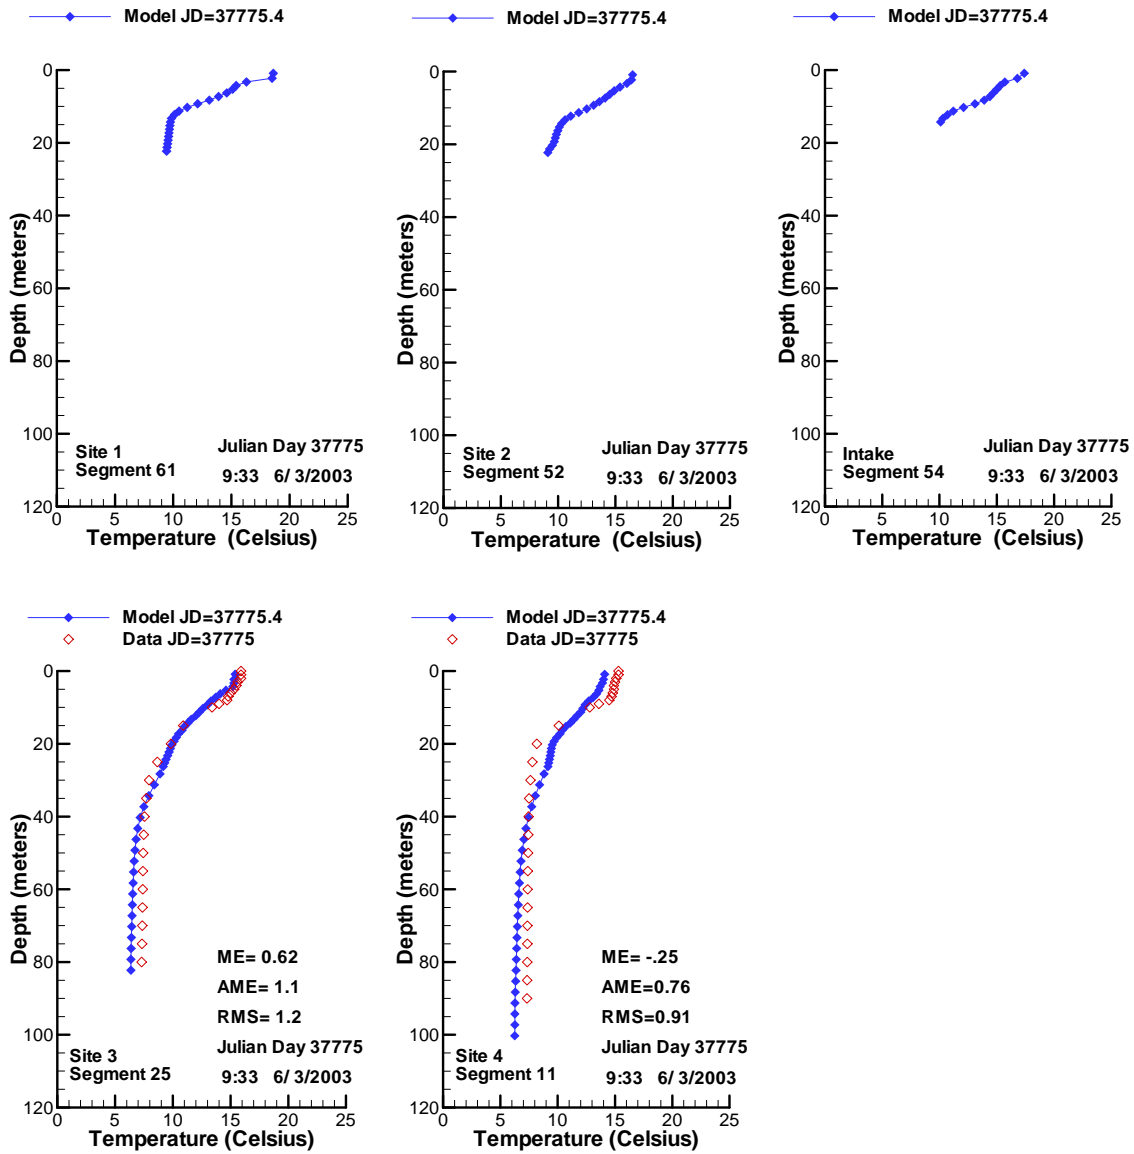 Model JD=37775.4
0
20
40
60
80
100
120
Depth (meters)
Site 1
Segment 61
Julian Day 37775
9:33 6/ 3/2003
0 5 10 15 20 25
Temperature (Celsius)
Model JD=37775.4
0
20
40
60
80
100
120
Depth (meters)
Site 2
Segment 52
Julian Day 37775
9:33 6/ 3/2003
0 5 10 15 20 25
Temperature (Celsius)
Model JD=37775.4
0
20
40
60
80
100
120
Depth (meters)
Intake
Segment 54
Julian Day 37775
9:33 6/ 3/2003
0 5 10 15 20 25
Temperature (Celsius)
Model JD=37775.4
Data JD=37775
0
20
40
60
80
100
120
Depth (meters)
ME= 0.62
AME= 1.1
RMS= 1.2
Site 3
Segment 25
Julian Day 37775
9:33 6/ 3/2003
0 5 10 15 20 25
Temperature (Celsius)
Model JD=37775.4
Data JD=37775
0
20
40
60
80
100
120
Depth (meters)
ME= -.25
AME=0.76
RMS=0.91
Site 4
Segment 11
Julian Day 37775
9:33 6/ 3/2003
0 5 10 15 20 25
Temperature (Celsius)